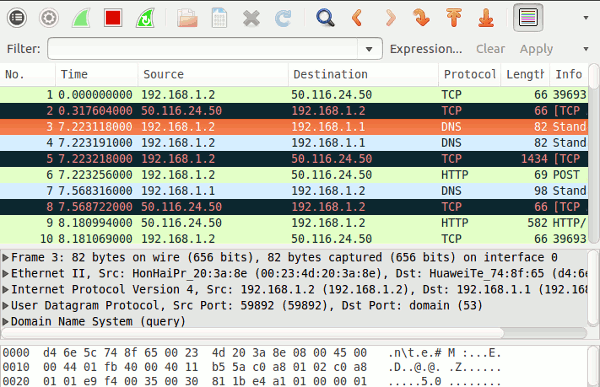 Filter: Expression... Clear Apply
No. Time Source Destination Protocol Length Info
1 0.000000000 192.168.1.2 50.116.24.50 TCP 66 39693
2 0.317604000 50.116.24.50 192.168.1.2 TCP 66 [TCP
3 7.223118000 192.168.1.2 192.168.1.1 DNS 82 Stand
4 7.223191000 192.168.1.2 192.168.1.1 DNS 82 Stand
5 7.223218000 192.168.1.2 50.116.24.50 TCP 1434 [TCP
6 7.223256000 192.168.1.2 50.116.24.50 HTTP 69 POST
7 7.568316000 192.168.1.1 192.168.1.2 DNS 98 Stand
8 7.568722000 50.116.24.50 192.168.1.2 TCP 66 [TCP
9 8.180994000 50.116.24.50 192.168.1.2 HTTP 582 HTTP/
10 8.181069000 192.168.1.2 50.116.24.50 TCP 66 39693
Frame 3: 82 bytes on wire (656 bits), 82 bytes captured (656 bits) on interface 0
Ethernet II, Src: HonHaiPr_20:3a:8e (00:23:4d:20:3a:8e), Dst: HuaweiTe_74:8f:65 (d4:6e
Internet Protocol Version 4, Src: 192.168.1.2 (192.168.1.2), Dst: 192.168.1.1 (192.168
User Datagram Protocol, Src Port: 59892 (59892), Dst Port: domain (53)
Domain Name System (query)
0000 d4 6e 5c 74 8f 65 00 23 4d 20 3a 8e 08 00 45 00 .n\t.e.# M :...E.
0010 00 44 01 fb 40 00 40 11 b5 5a c0 a8 01 02 c0 a8 .D..@.@. .Z......
0020 01 01 e9 f4 00 35 00 30 81 1b e4 a1 01 00 00 01 .....5.0 ........